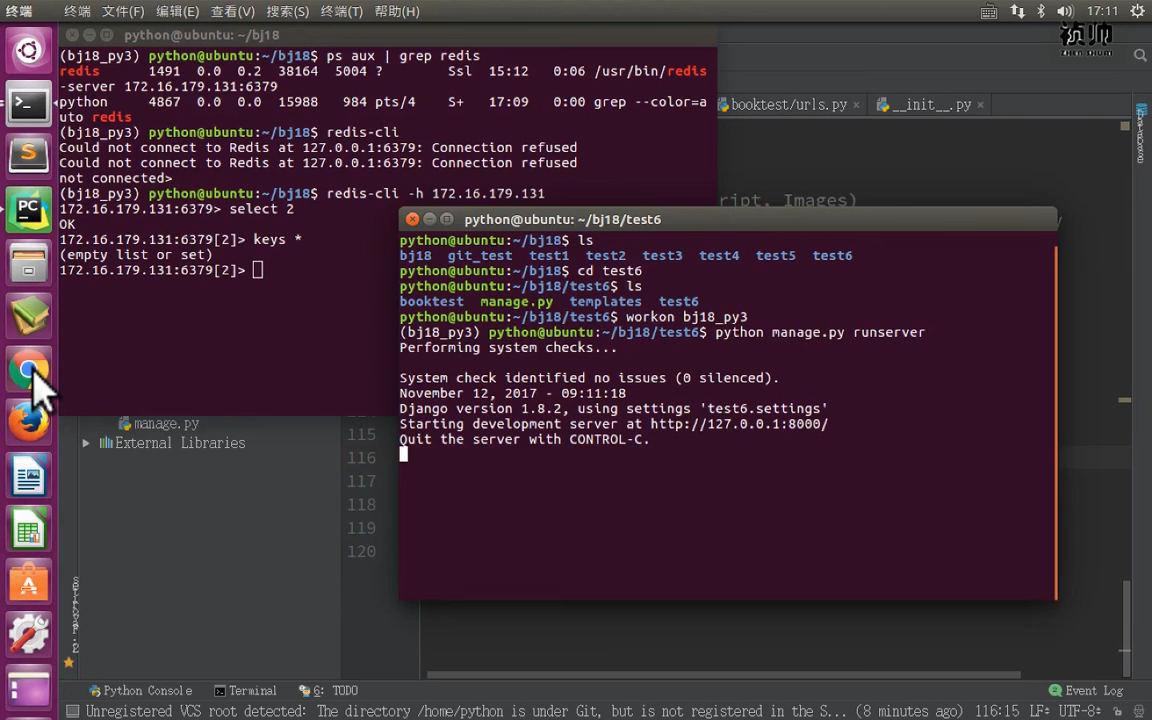 终端 终端 文件(F) 编辑(E) 查看(V) 搜索(S) 终端(T) 帮助(H) 17:11
python@ubuntu: ~/bj18
(bj18_py3) python@ubuntu:~/bj18$ ps aux | grep redis
redis 1491 0.0 0.2 38164 5004 ? Ssl 15:12 0:06 /usr/bin/redis
-server 172.16.179.131:6379
python 4867 0.0 0.0 15988 984 pts/4 S+ 17:09 0:00 grep --color=a
uto redis
(bj18_py3) python@ubuntu:~/bj18$ redis-cli
Could not connect to Redis at 127.0.0.1:6379: Connection refused
Could not connect to Redis at 127.0.0.1:6379: Connection refused
not connected>
(bj18_py3) python@ubuntu:~/bj18$ redis-cli -h 172.16.179.131
172.16.179.131:6379> select 2
OK
172.16.179.131:6379[2]> keys *
(empty list or set)
172.16.179.131:6379[2]>
booktest/urls.py × __init__.py ×
ript, Images)
python@ubuntu: ~/bj18/test6
python@ubuntu:~/bj18$ ls
bj18 git_test test1 test2 test3 test4 test5 test6
python@ubuntu:~/bj18$ cd test6
python@ubuntu:~/bj18/test6$ ls
booktest manage.py templates test6
python@ubuntu:~/bj18/test6$ workon bj18_py3
(bj18_py3) python@ubuntu:~/bj18/test6$ python manage.py runserver
Performing system checks...
System check identified no issues (0 silenced).
November 12, 2017 - 09:11:18
Django version 1.8.2, using settings 'test6.settings'
Starting development server at http://127.0.0.1:8000/
Quit the server with CONTROL-C.
manage.py
External Libraries
115
116
117
118
119
120
Python Console Terminal 6: TODO Event Log
Unregistered VCS root detected: The directory /home/python is under Git, but is not registered in the S... (8 minutes ago) 116:15 LF÷ UTF-8÷